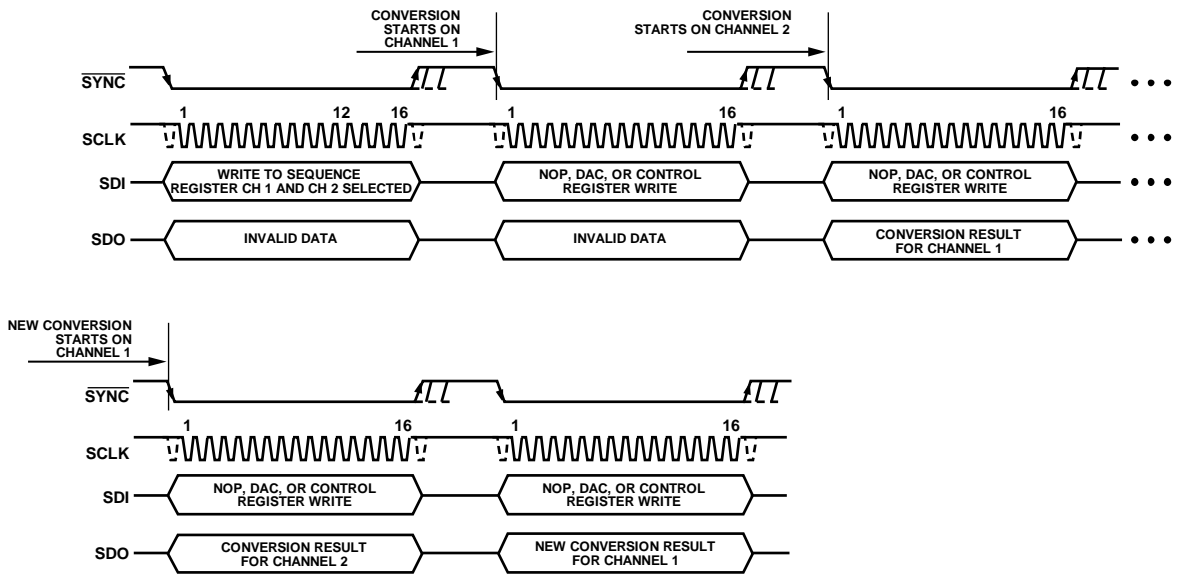 CONVERSION
STARTS ON
CHANNEL 1
CONVERSION
STARTS ON CHANNEL 2
SYNC
1 12 16 1 16 1 16
SCLK
SDI
WRITE TO SEQUENCE
REGISTER CH 1 AND CH 2 SELECTED
NOP, DAC, OR CONTROL
REGISTER WRITE
NOP, DAC, OR CONTROL
REGISTER WRITE
SDO
INVALID DATA
INVALID DATA
CONVERSION RESULT
FOR CHANNEL 1
NEW CONVERSION
STARTS ON
CHANNEL 1
SYNC
1 16 1 16
SCLK
SDI
NOP, DAC, OR CONTROL
REGISTER WRITE
NOP, DAC, OR CONTROL
REGISTER WRITE
SDO
CONVERSION RESULT
FOR CHANNEL 2
NEW CONVERSION RESULT
FOR CHANNEL 1